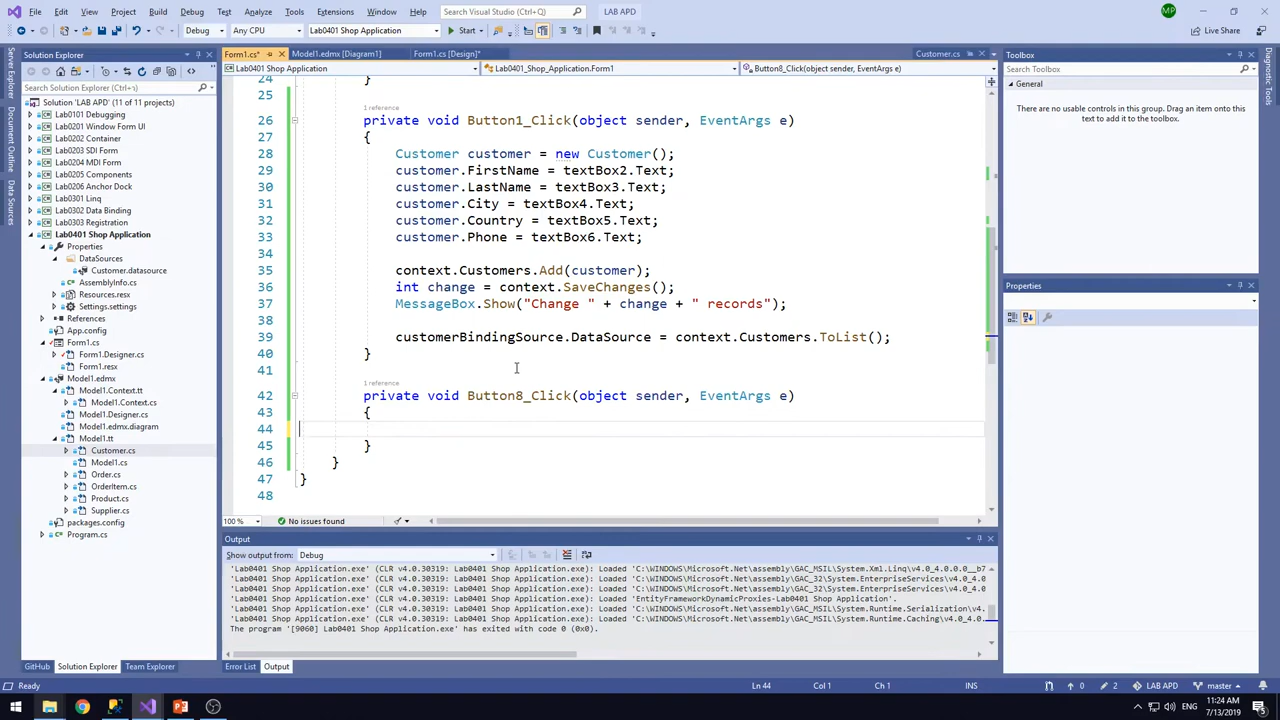 File Edit View Project Build Debug Test Analyze Tools Extensions Window Help Search Visual Studio (Ctrl+Q) LAB APD MP
Debug Any CPU Lab0401 Shop Application Start Live Share
Server Explorer
Document Outline
Data Sources
Solution Explorer
Search Solution Explorer (Ctrl+;)
Solution 'LAB APD' (11 of 11 projects)
Lab0101 Debugging
Lab0201 Window Form UI
Lab0202 Container
Lab0203 SDI Form
Lab0204 MDI Form
Lab0205 Components
Lab0206 Anchor Dock
Lab0301 Linq
Lab0302 Data Binding
Lab0303 Registration
Lab0401 Shop Application
Properties
DataSources
Customer.datasource
AssemblyInfo.cs
Resources.resx
Settings.settings
References
App.config
Form1.cs
Form1.Designer.cs
Form1.resx
Model1.edmx
Model1.Context.tt
Model1.Context.cs
Model1.Designer.cs
Model1.edmx.diagram
Model1.tt
Customer.cs
Model1.cs
Order.cs
OrderItem.cs
Product.cs
Supplier.cs
packages.config
Program.cs
GitHub Solution Explorer Team Explorer
Form1.cs* Model1.edmx [Diagram1] Form1.cs [Design]* Customer.cs
Lab0401 Shop Application Lab0401_Shop_Application.Form1 Button8_Click(object sender, EventArgs e)
24 }
25
1 reference
26 private void Button1_Click(object sender, EventArgs e)
27 {
28 Customer customer = new Customer();
29 customer.FirstName = textBox2.Text;
30 customer.LastName = textBox3.Text;
31 customer.City = textBox4.Text;
32 customer.Country = textBox5.Text;
33 customer.Phone = textBox6.Text;
34
35 context.Customers.Add(customer);
36 int change = context.SaveChanges();
37 MessageBox.Show("Change " + change + " records");
38
39 customerBindingSource.DataSource = context.Customers.ToList();
40 }
41
1 reference
42 private void Button8_Click(object sender, EventArgs e)
43 {
44
45 }
46 }
47 }
48
100 % No issues found
Output
Show output from: Debug
'Lab0401 Shop Application.exe' (CLR v4.0.30319: Lab0401 Shop Application.exe): Loaded 'C:\WINDOWS\Microsoft.Net\assembly\GAC_MSIL\System.Xml.Linq\v4.0_4.0.0.0__b7
'Lab0401 Shop Application.exe' (CLR v4.0.30319: Lab0401 Shop Application.exe): Loaded 'C:\WINDOWS\Microsoft.Net\assembly\GAC_32\System.EnterpriseServices\v4.0_4.0
'Lab0401 Shop Application.exe' (CLR v4.0.30319: Lab0401 Shop Application.exe): Loaded 'C:\WINDOWS\Microsoft.Net\assembly\GAC_32\System.EnterpriseServices\v4.0_4.0
'Lab0401 Shop Application.exe' (CLR v4.0.30319: Lab0401 Shop Application.exe): Loaded 'EntityFrameworkDynamicProxies-Lab0401 Shop Application'.
'Lab0401 Shop Application.exe' (CLR v4.0.30319: Lab0401 Shop Application.exe): Loaded 'C:\WINDOWS\Microsoft.Net\assembly\GAC_MSIL\System.Runtime.Serialization\v4.
'Lab0401 Shop Application.exe' (CLR v4.0.30319: Lab0401 Shop Application.exe): Loaded 'C:\WINDOWS\Microsoft.Net\assembly\GAC_MSIL\System.Runtime.Caching\v4.0_4.0.
The program '[9060] Lab0401 Shop Application.exe' has exited with code 0 (0x0).
Error List Output
Toolbox
Search Toolbox
General
There are no usable controls in this group. Drag an item onto this
text to add it to the toolbox.
Properties
Diagnostic Tools
Ready Ln 44 Col 1 Ch 1 INS 0 2 LAB APD master
ENG 11:24 AM
7/13/2019 5